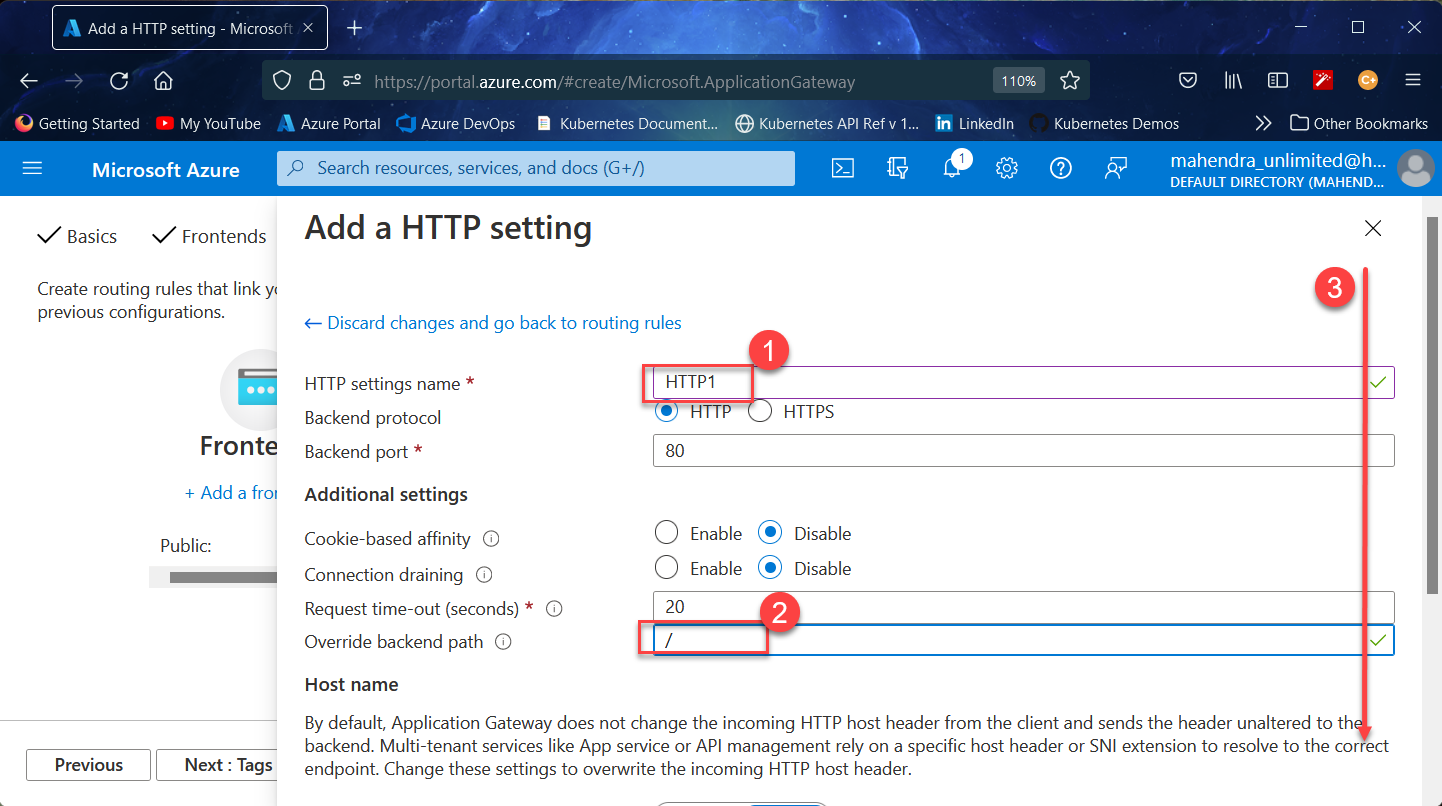 Add a HTTP setting - Microsoft
https://portal.azure.com/#create/Microsoft.ApplicationGateway 110%
Getting Started My YouTube Azure Portal Azure DevOps Kubernetes Document... Kubernetes API Ref v 1... LinkedIn Kubernetes Demos Other Bookmarks
Microsoft Azure Search resources, services, and docs (G+/) 1 mahendra_unlimited@h...
DEFAULT DIRECTORY (MAHEND...
Basics Frontends
Create routing rules that link yo
previous configurations.
Fronte
+ Add a fron
Public:
Previous Next : Tags
Add a HTTP setting
3
← Discard changes and go back to routing rules
1
HTTP settings name * HTTP1
Backend protocol HTTP HTTPS
Backend port * 80
Additional settings
Cookie-based affinity Enable Disable
Connection draining Enable Disable
Request time-out (seconds) * 20
2
Override backend path /
Host name
By default, Application Gateway does not change the incoming HTTP host header from the client and sends the header unaltered to the
backend. Multi-tenant services like App service or API management rely on a specific host header or SNI extension to resolve to the correct
endpoint. Change these settings to overwrite the incoming HTTP host header.